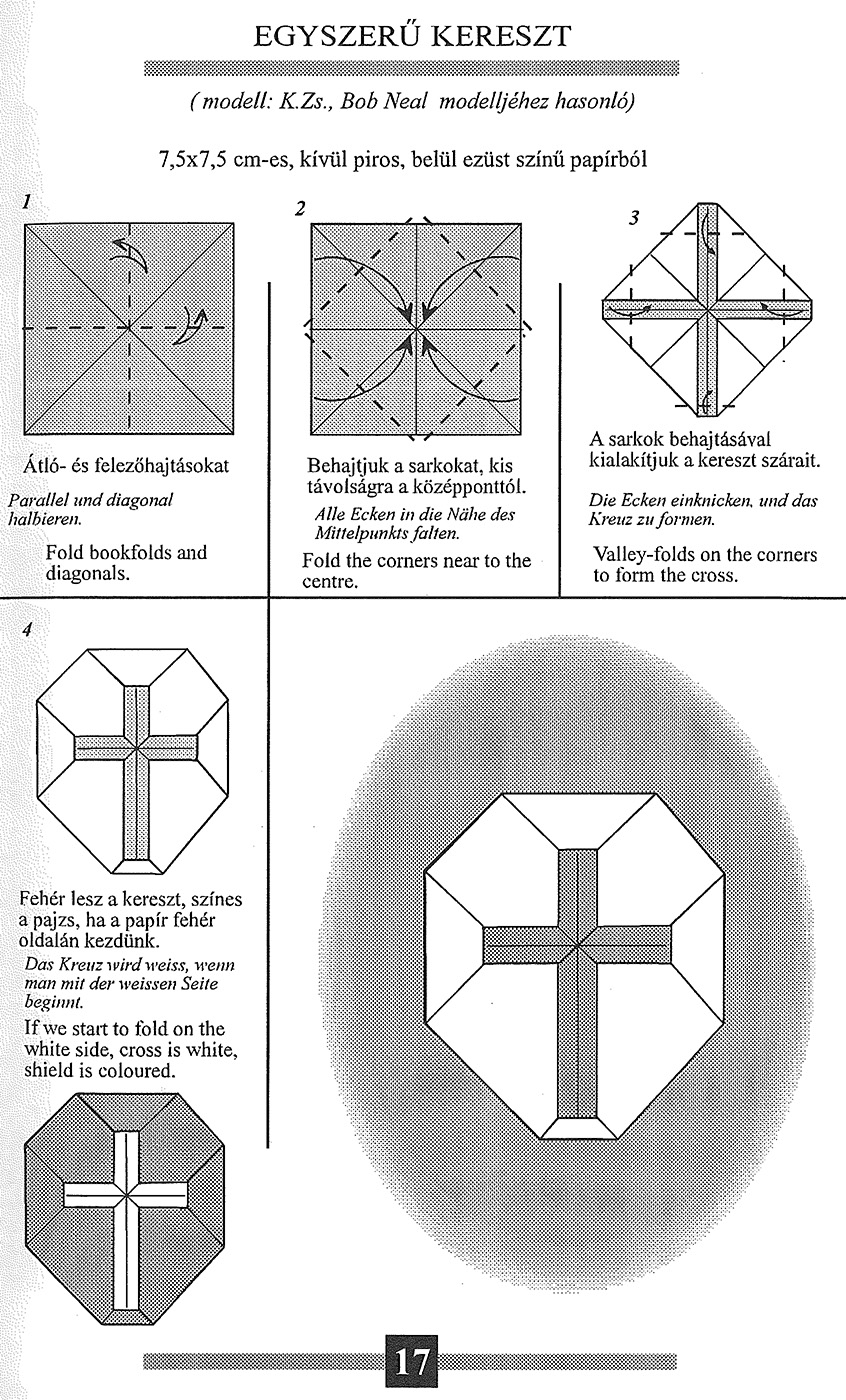 EGYSZERŰ KERESZT
( modell: K.Zs., Bob Neal modelljéhez hasonló)
7,5x7,5 cm-es, kívül piros, belül ezüst színű papírból
1
Átló- és felezőhajtásokat
Parallel und diagonal
halbieren.
Fold bookfolds and
diagonals.
2
Behajtjuk a sarkokat, kis
távolságra a középponttól.
Alle Ecken in die Nähe des
Mittelpunkts falten.
Fold the corners near to the
centre.
3
A sarkok behajtásával
kialakítjuk a kereszt szárait.
Die Ecken einknicken, und das
Kreuz zu formen.
Valley-folds on the corners
to form the cross.
4
Fehér lesz a kereszt, színes
a pajzs, ha a papír fehér
oldalán kezdünk.
Das Kreuz wird weiss, wenn
man mit der weissen Seite
beginnt.
If we start to fold on the
white side, cross is white,
shield is coloured.
17